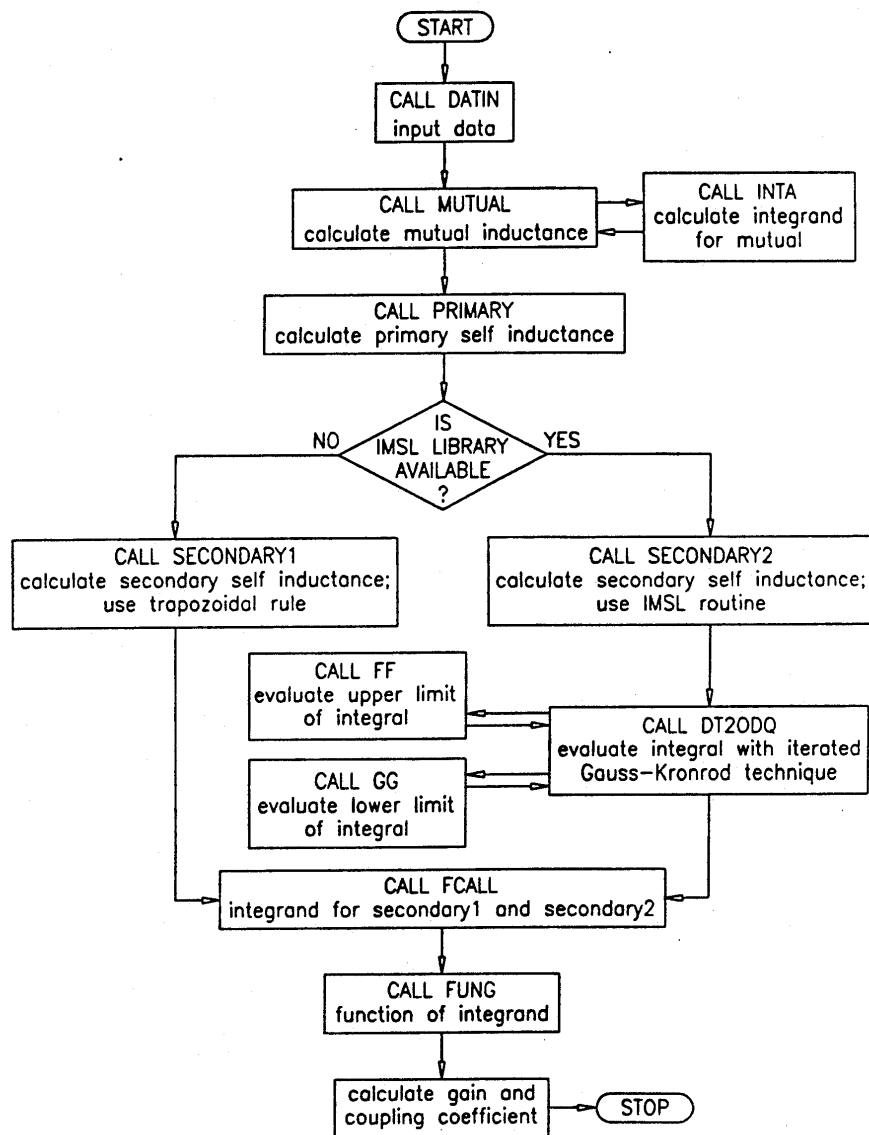 START
CALL DATIN
input data
CALL MUTUAL
calculate mutual inductance
CALL INTA
calculate integrand
for mutual
CALL PRIMARY
calculate primary self inductance
IS
IMSL LIBRARY
AVAILABLE
?
NO
YES
CALL SECONDARY1
calculate secondary self inductance;
use trapozoidal rule
CALL SECONDARY2
calculate secondary self inductance;
use IMSL routine
CALL FF
evaluate upper limit
of integral
CALL DT2ODQ
evaluate integral with iterated
Gauss-Kronrod technique
CALL GG
evaluate lower limit
of integral
CALL FCALL
integrand for secondary1 and secondary2
CALL FUNG
function of integrand
calculate gain and
coupling coefficient
STOP